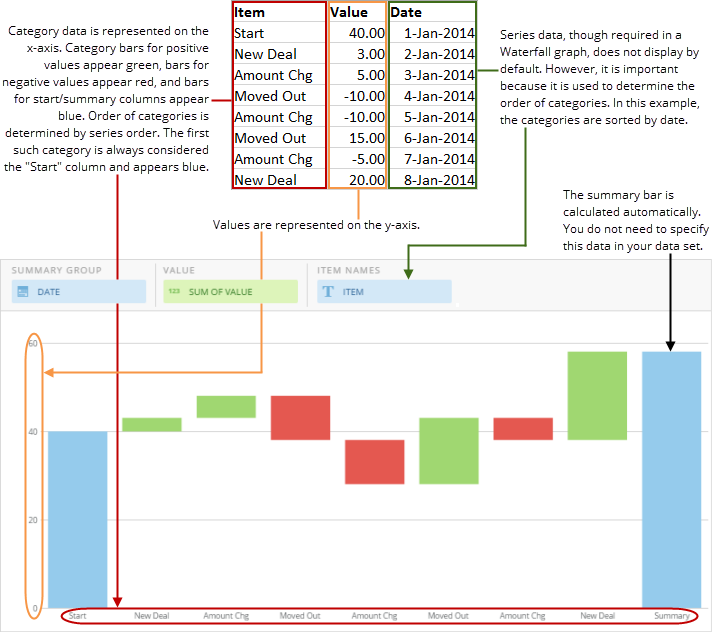 Item Value Date
Start 40.00 1-Jan-2014
New Deal 3.00 2-Jan-2014
Amount Chg 5.00 3-Jan-2014
Moved Out -10.00 4-Jan-2014
Amount Chg -10.00 5-Jan-2014
Moved Out 15.00 6-Jan-2014
Amount Chg -5.00 7-Jan-2014
New Deal 20.00 8-Jan-2014
Category data is represented on the
x-axis. Category bars for positive
values appear green, bars for
negative values appear red, and bars
for start/summary columns appear
blue. Order of categories is
determined by series order. The first
such category is always considered
the "Start" column and appears blue.
Series data, though required in a
Waterfall graph, does not display by
default. However, it is important
because it is used to determine the
order of categories. In this example,
the categories are sorted by date.
Values are represented on the y-axis.
The summary bar is
calculated automatically.
You do not need to specify
this data in your data set.
SUMMARY GROUP VALUE ITEM NAMES
DATE 123 SUM OF VALUE T ITEM
60
40
20
0
Start New Deal Amount Chg Moved Out Amount Chg Moved Out Amount Chg New Deal Summary